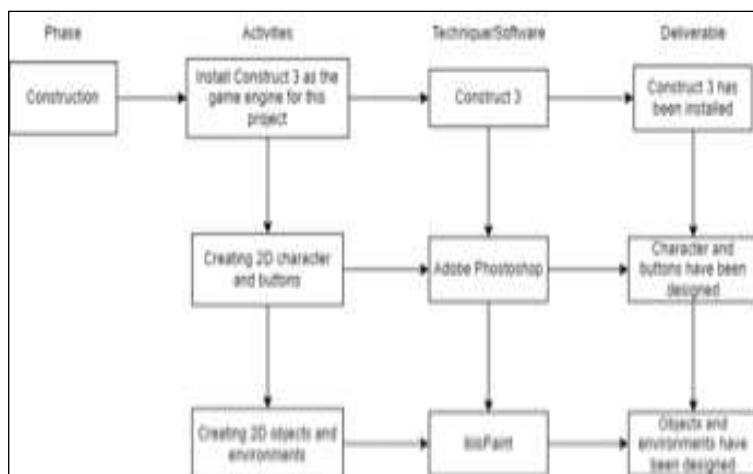 Phase Activities Technique/Software Deliverable
Construction
Install Construct 3 as the
game engine for this
project
Construct 3
Construct 3 has
been installed
Creating 2D character
and buttons
Adobe Phostoshop
Character and
buttons have been
designed
Creating 2D objects and
environments
ibisPaint
Objects and
environments have
been designed